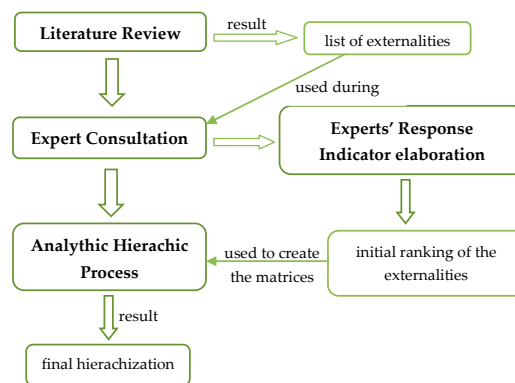 Literature Review
result
list of externalities
used during
Expert Consultation
Experts’ Response
Indicator elaboration
Analythic Hierachic
Process
used to create
the matrices
initial ranking of the
externalities
result
final hierachization